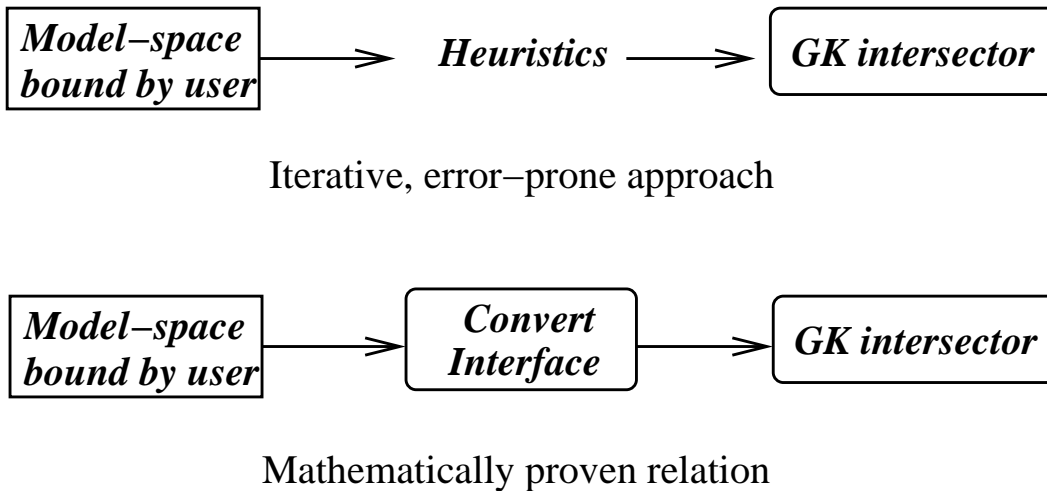 Model−space
bound by user
Heuristics
GK intersector
Iterative, error−prone approach
Model−space
bound by user
Convert
Interface
GK intersector
Mathematically proven relation